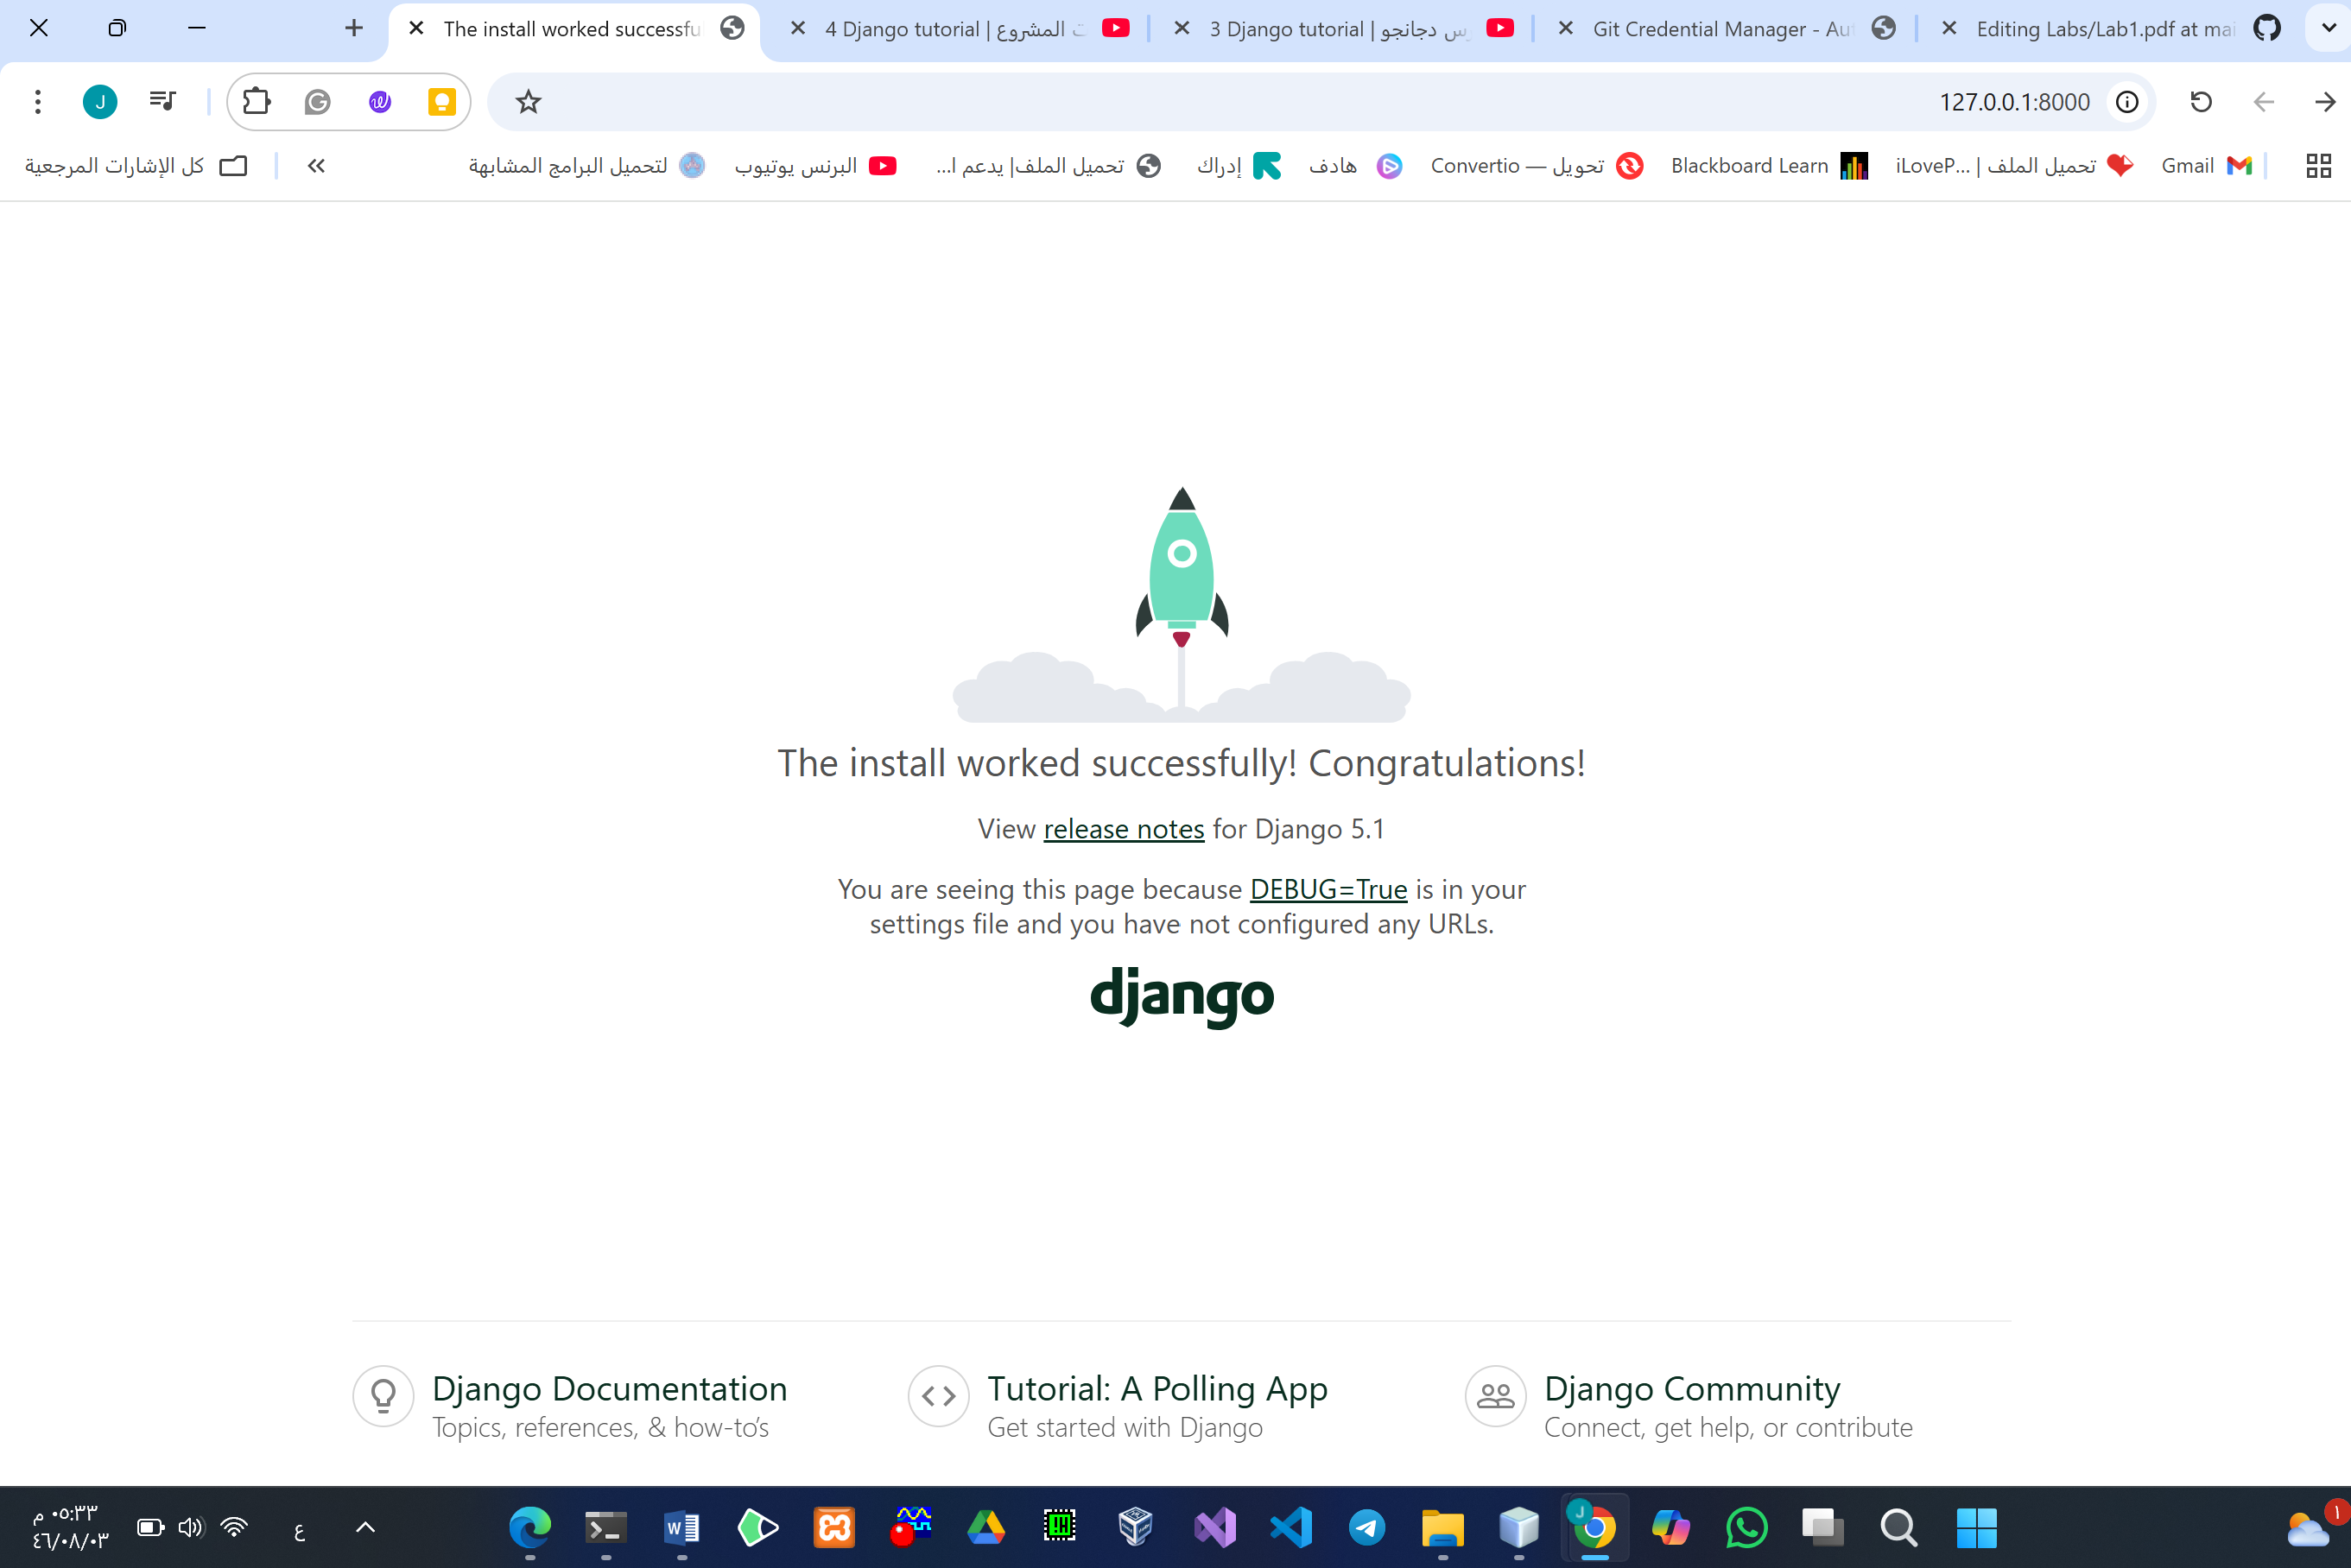 The install worked successfu
4 Django tutorial | ت المشروع
3 Django tutorial | س دجانجو
Git Credential Manager - Au
Editing Labs/Lab1.pdf at mai
J
127.0.0.1:8000
Gmail
تحميل الملف | iLoveP...
Blackboard Learn
تحويل — Convertio
هادف
إدراك
تحميل الملف| يدعم ا...
البرنس يوتيوب
لتحميل البرامج المشابهة
كل الإشارات المرجعية
The install worked successfully! Congratulations!
View release notes for Django 5.1
You are seeing this page because DEBUG=True is in your
settings file and you have not configured any URLs.
django
Django Documentation
Topics, references, & how-to’s
Tutorial: A Polling App
Get started with Django
Django Community
Connect, get help, or contribute
٠٥:٣٣ م
٤٦/٠٨/٠٣
ع
J
١